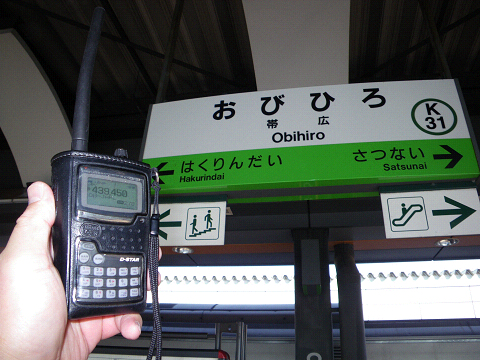 おびひろ
帯広
Obihiro
K
31
はくりんだい
Hakurindai
さつない
Satsunai
439.450
D-STAR